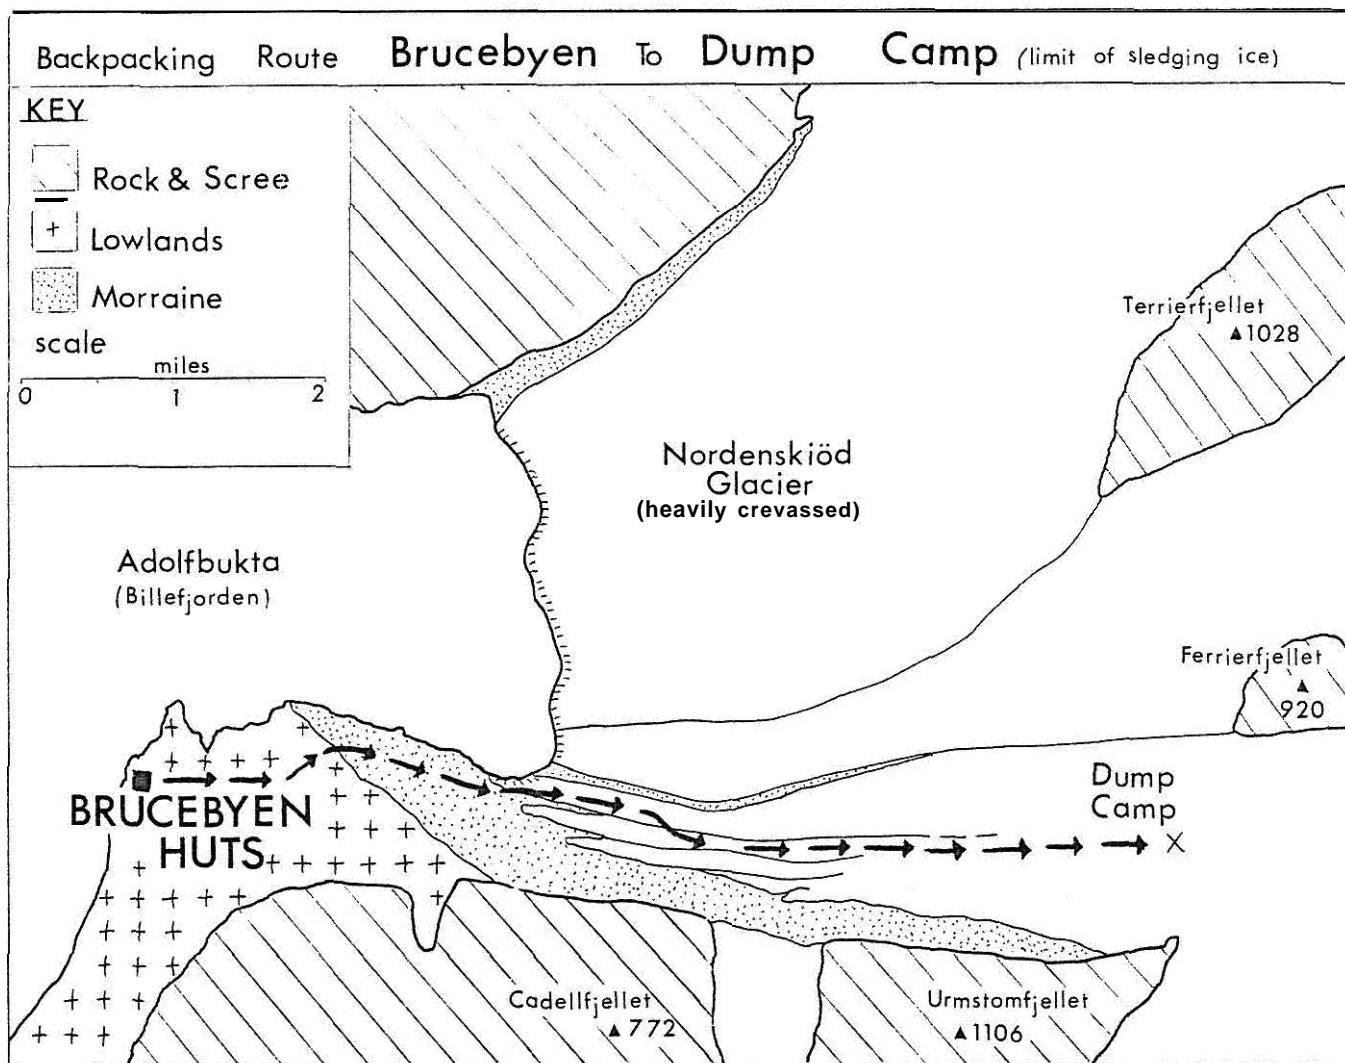 Backpacking Route Brucebyen To Dump Camp (limit of sledging ice)
KEY
Rock & Scree
+ Lowlands
Morraine
scale
miles
0 1 2
Terrierfjellet
▲1028
Nordenskiöd
Glacier
(heavily crevassed)
Adolfbukta
(Billefjorden)
Ferrierfjellet
▲
920
Dump
Camp
X
BRUCEBYEN
HUTS
Cadellfjellet
▲772
Urmstomfjellet
▲1106